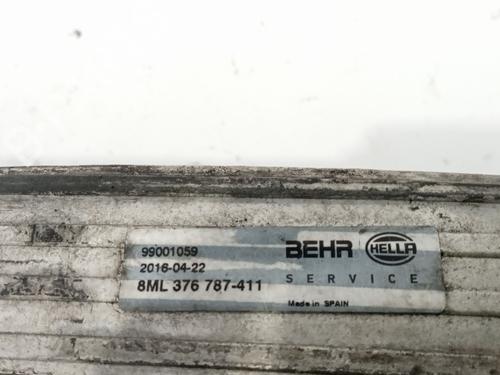 99001059
2016-04-22
8ML 376 787-411
BEHR HELLA
SERVICE
Made in SPAIN